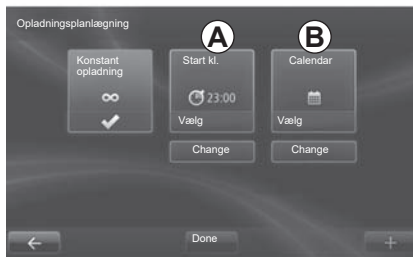 Opladningsplanlægning
A
B
Konstant
opladning
Start kl.
Calendar
23:00
Vælg
Vælg
Change
Change
Done